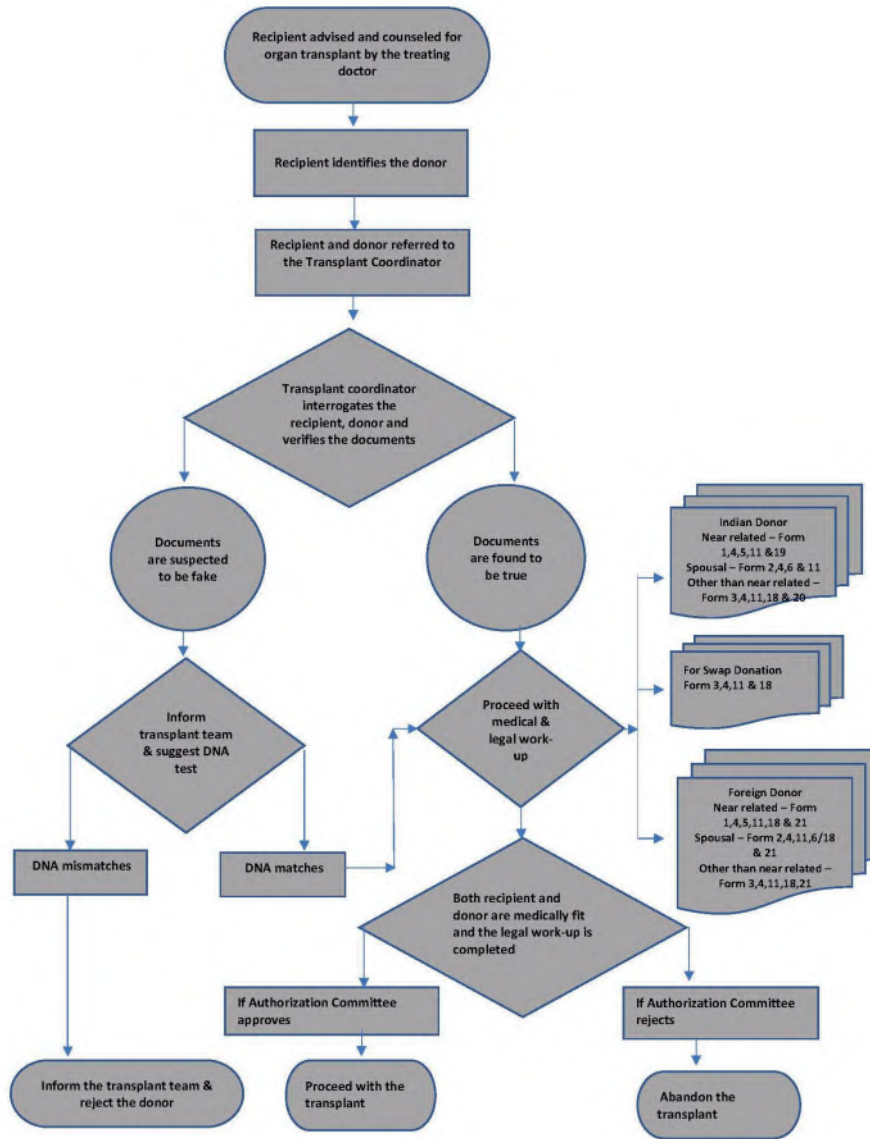 Recipient advised and counseled for
organ transplant by the treating
doctor
Recipient identifies the donor
Recipient and donor referred to
the Transplant Coordinator
Transplant coordinator
interrogates the
recipient, donor and
verifies the documents
Documents
are suspected
to be fake
Documents
are found to
be true
Indian Donor
Near related – Form
1,4,5,11 &19
Spousal – Form 2,4,6 & 11
Other than near related –
Form 3,4,11,18 & 20
For Swap Donation
Form 3,4,11 & 18
Inform
transplant team
& suggest DNA
test
Proceed with
medical &
legal work-
up
Foreign Donor
Near related – Form
1,4,5,11,18 & 21
Spousal – Form 2,4,11,6/18
& 21
Other than near related –
Form 3,4,11,18,21
DNA mismatches
DNA matches
Both recipient and
donor are medically fit
and the legal work-up is
completed
If Authorization Committee
approves
If Authorization Committee
rejects
Inform the transplant team &
reject the donor
Proceed with the
transplant
Abandon the
transplant